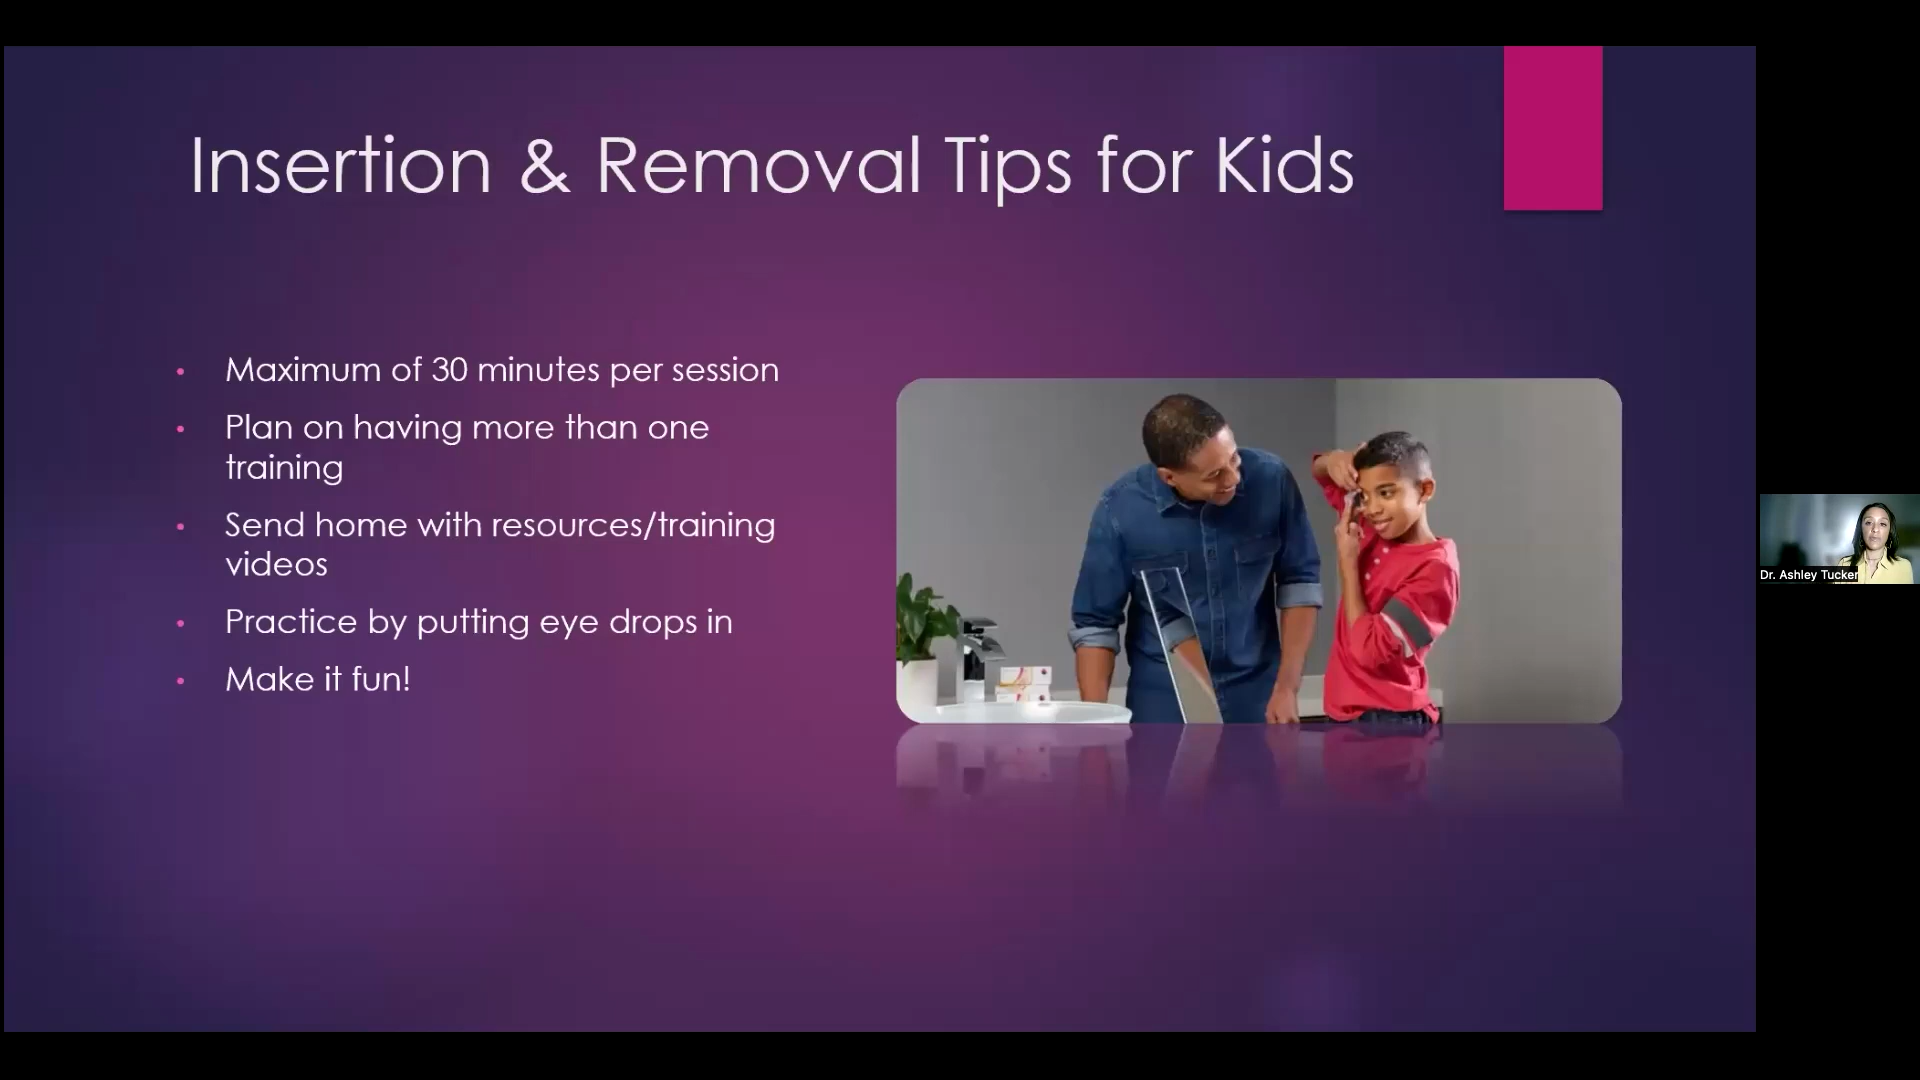 Insertion & Removal Tips for Kids
• Maximum of 30 minutes per session
• Plan on having more than one
training
• Send home with resources/training
videos
• Practice by putting eye drops in
• Make it fun!
Dr. Ashley Tucker